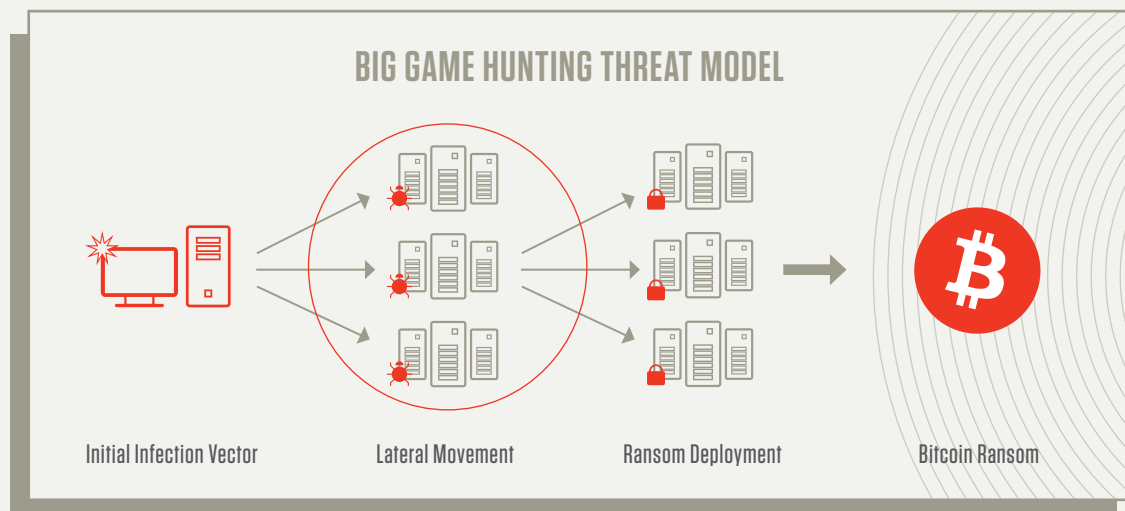 BIG GAME HUNTING THREAT MODEL
Initial Infection Vector
Lateral Movement
Ransom Deployment
Bitcoin Ransom